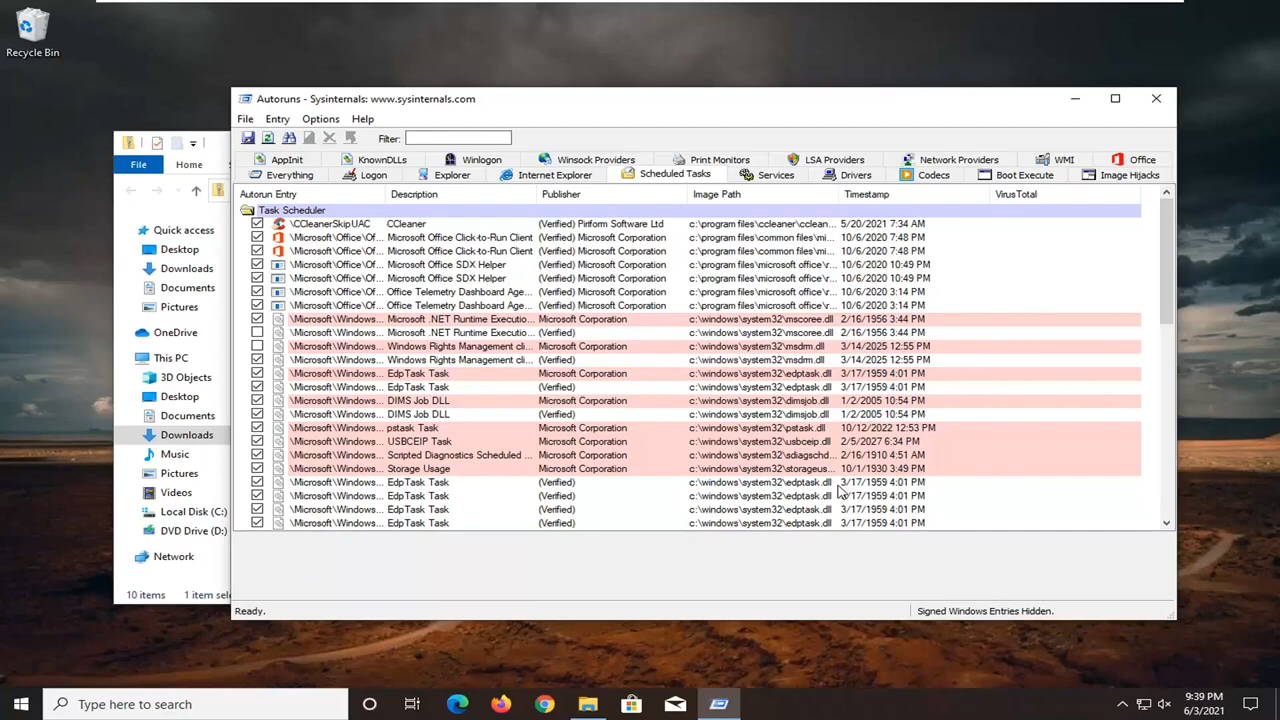 Recycle Bin
Autoruns - Sysinternals: www.sysinternals.com
File Entry Options Help
Filter:
AppInit KnownDLLs Winlogon Winsock Providers Print Monitors LSA Providers Network Providers WMI Office
Everything Logon Explorer Internet Explorer Scheduled Tasks Services Drivers Codecs Boot Execute Image Hijacks
Autorun Entry Description Publisher Image Path Timestamp VirusTotal
Task Scheduler
\CCleanerSkipUAC CCleaner (Verified) Piriform Software Ltd c:\program files\ccleaner\cclean... 5/20/2021 7:34 AM
\Microsoft\Office\Of... Microsoft Office Click-to-Run Client (Verified) Microsoft Corporation c:\program files\common files\mi... 10/6/2020 7:48 PM
\Microsoft\Office\Of... Microsoft Office Click-to-Run Client (Verified) Microsoft Corporation c:\program files\common files\mi... 10/6/2020 7:48 PM
\Microsoft\Office\Of... Microsoft Office SDX Helper (Verified) Microsoft Corporation c:\program files\microsoft office\r... 10/6/2020 10:49 PM
\Microsoft\Office\Of... Microsoft Office SDX Helper (Verified) Microsoft Corporation c:\program files\microsoft office\r... 10/6/2020 10:49 PM
\Microsoft\Office\Of... Office Telemetry Dashboard Age... (Verified) Microsoft Corporation c:\program files\microsoft office\r... 10/6/2020 3:14 PM
\Microsoft\Office\Of... Office Telemetry Dashboard Age... (Verified) Microsoft Corporation c:\program files\microsoft office\r... 10/6/2020 3:14 PM
\Microsoft\Windows... Microsoft .NET Runtime Executio... Microsoft Corporation c:\windows\system32\mscoree.dll 2/16/1956 3:44 PM
\Microsoft\Windows... Microsoft .NET Runtime Executio... (Verified) c:\windows\system32\mscoree.dll 2/16/1956 3:44 PM
\Microsoft\Windows... Windows Rights Management cli... Microsoft Corporation c:\windows\system32\msdrm.dll 3/14/2025 12:55 PM
\Microsoft\Windows... Windows Rights Management cli... (Verified) c:\windows\system32\msdrm.dll 3/14/2025 12:55 PM
\Microsoft\Windows... EdpTask Task Microsoft Corporation c:\windows\system32\edptask.dll 3/17/1959 4:01 PM
\Microsoft\Windows... EdpTask Task (Verified) c:\windows\system32\edptask.dll 3/17/1959 4:01 PM
\Microsoft\Windows... DIMS Job DLL Microsoft Corporation c:\windows\system32\dimsjob.dll 1/2/2005 10:54 PM
\Microsoft\Windows... DIMS Job DLL (Verified) c:\windows\system32\dimsjob.dll 1/2/2005 10:54 PM
\Microsoft\Windows... pstask Task Microsoft Corporation c:\windows\system32\pstask.dll 10/12/2022 12:53 PM
\Microsoft\Windows... USBCEIP Task Microsoft Corporation c:\windows\system32\usbceip.dll 2/5/2027 6:34 PM
\Microsoft\Windows... Scripted Diagnostics Scheduled ... Microsoft Corporation c:\windows\system32\sdiagschd... 2/16/1910 4:51 AM
\Microsoft\Windows... Storage Usage Microsoft Corporation c:\windows\system32\storageus... 10/1/1930 3:49 PM
\Microsoft\Windows... EdpTask Task (Verified) c:\windows\system32\edptask.dll 3/17/1959 4:01 PM
\Microsoft\Windows... EdpTask Task (Verified) c:\windows\system32\edptask.dll 3/17/1959 4:01 PM
\Microsoft\Windows... EdpTask Task (Verified) c:\windows\system32\edptask.dll 3/17/1959 4:01 PM
\Microsoft\Windows... EdpTask Task (Verified) c:\windows\system32\edptask.dll 3/17/1959 4:01 PM
Ready. Signed Windows Entries Hidden.
File Home
Quick access
Desktop
Downloads
Documents
Pictures
OneDrive
This PC
3D Objects
Desktop
Documents
Downloads
Music
Pictures
Videos
Local Disk (C:)
DVD Drive (D:)
Network
10 items 1 item sel
Type here to search
9:39 PM
6/3/2021